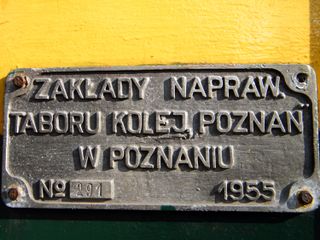 ZAKŁADY NAPRAW.
TABORU KOLEJ. POZNAŃ
W POZNANIU
No 291 1955